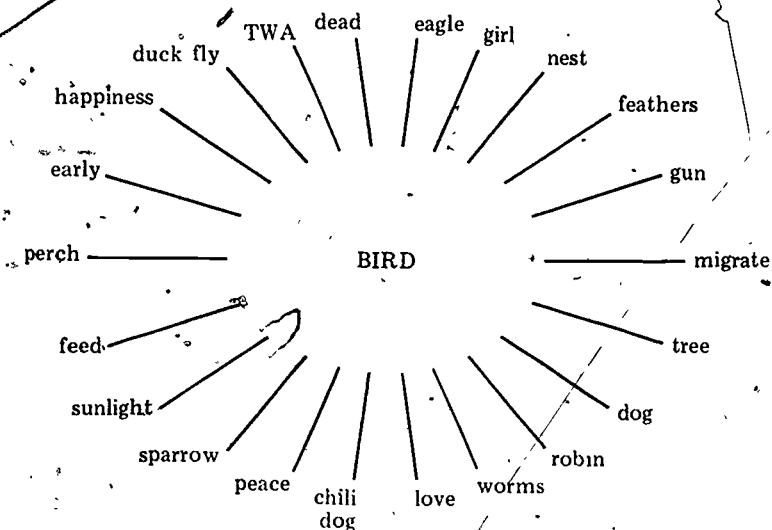 TWA
dead
eagle
girl
duck fly
nest
happiness
feathers
early
gun
perch
BIRD
migrate
feed
tree
sunlight
dog
sparrow
robin
peace
worms
chili
dog
love